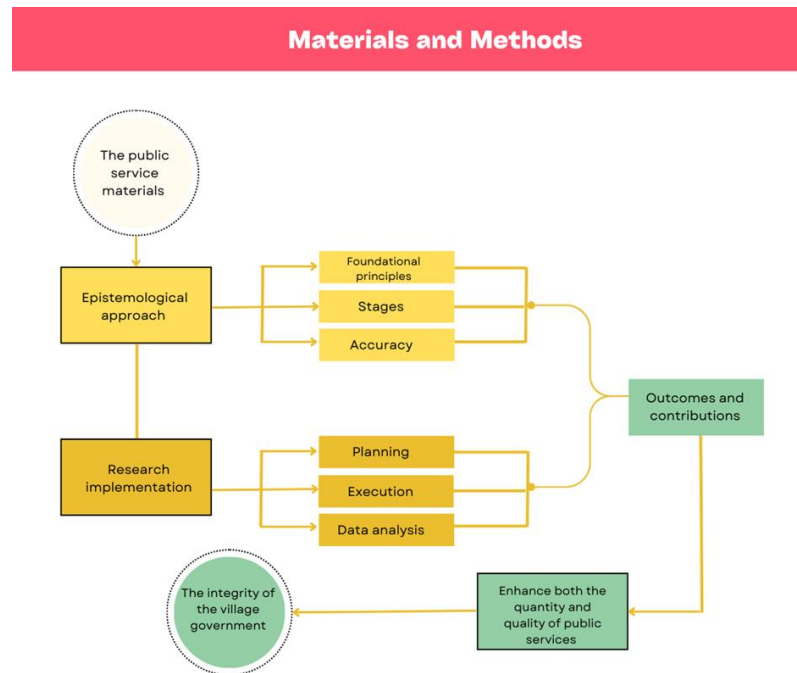 Materials and Methods
The public
service
materials
Epistemological
approach
Foundational
principles
Stages
Accuracy
Outcomes and
contributions
Research
implementation
Planning
Execution
Data analysis
The integrity of
the village
government
Enhance both the
quantity and
quality of public
services